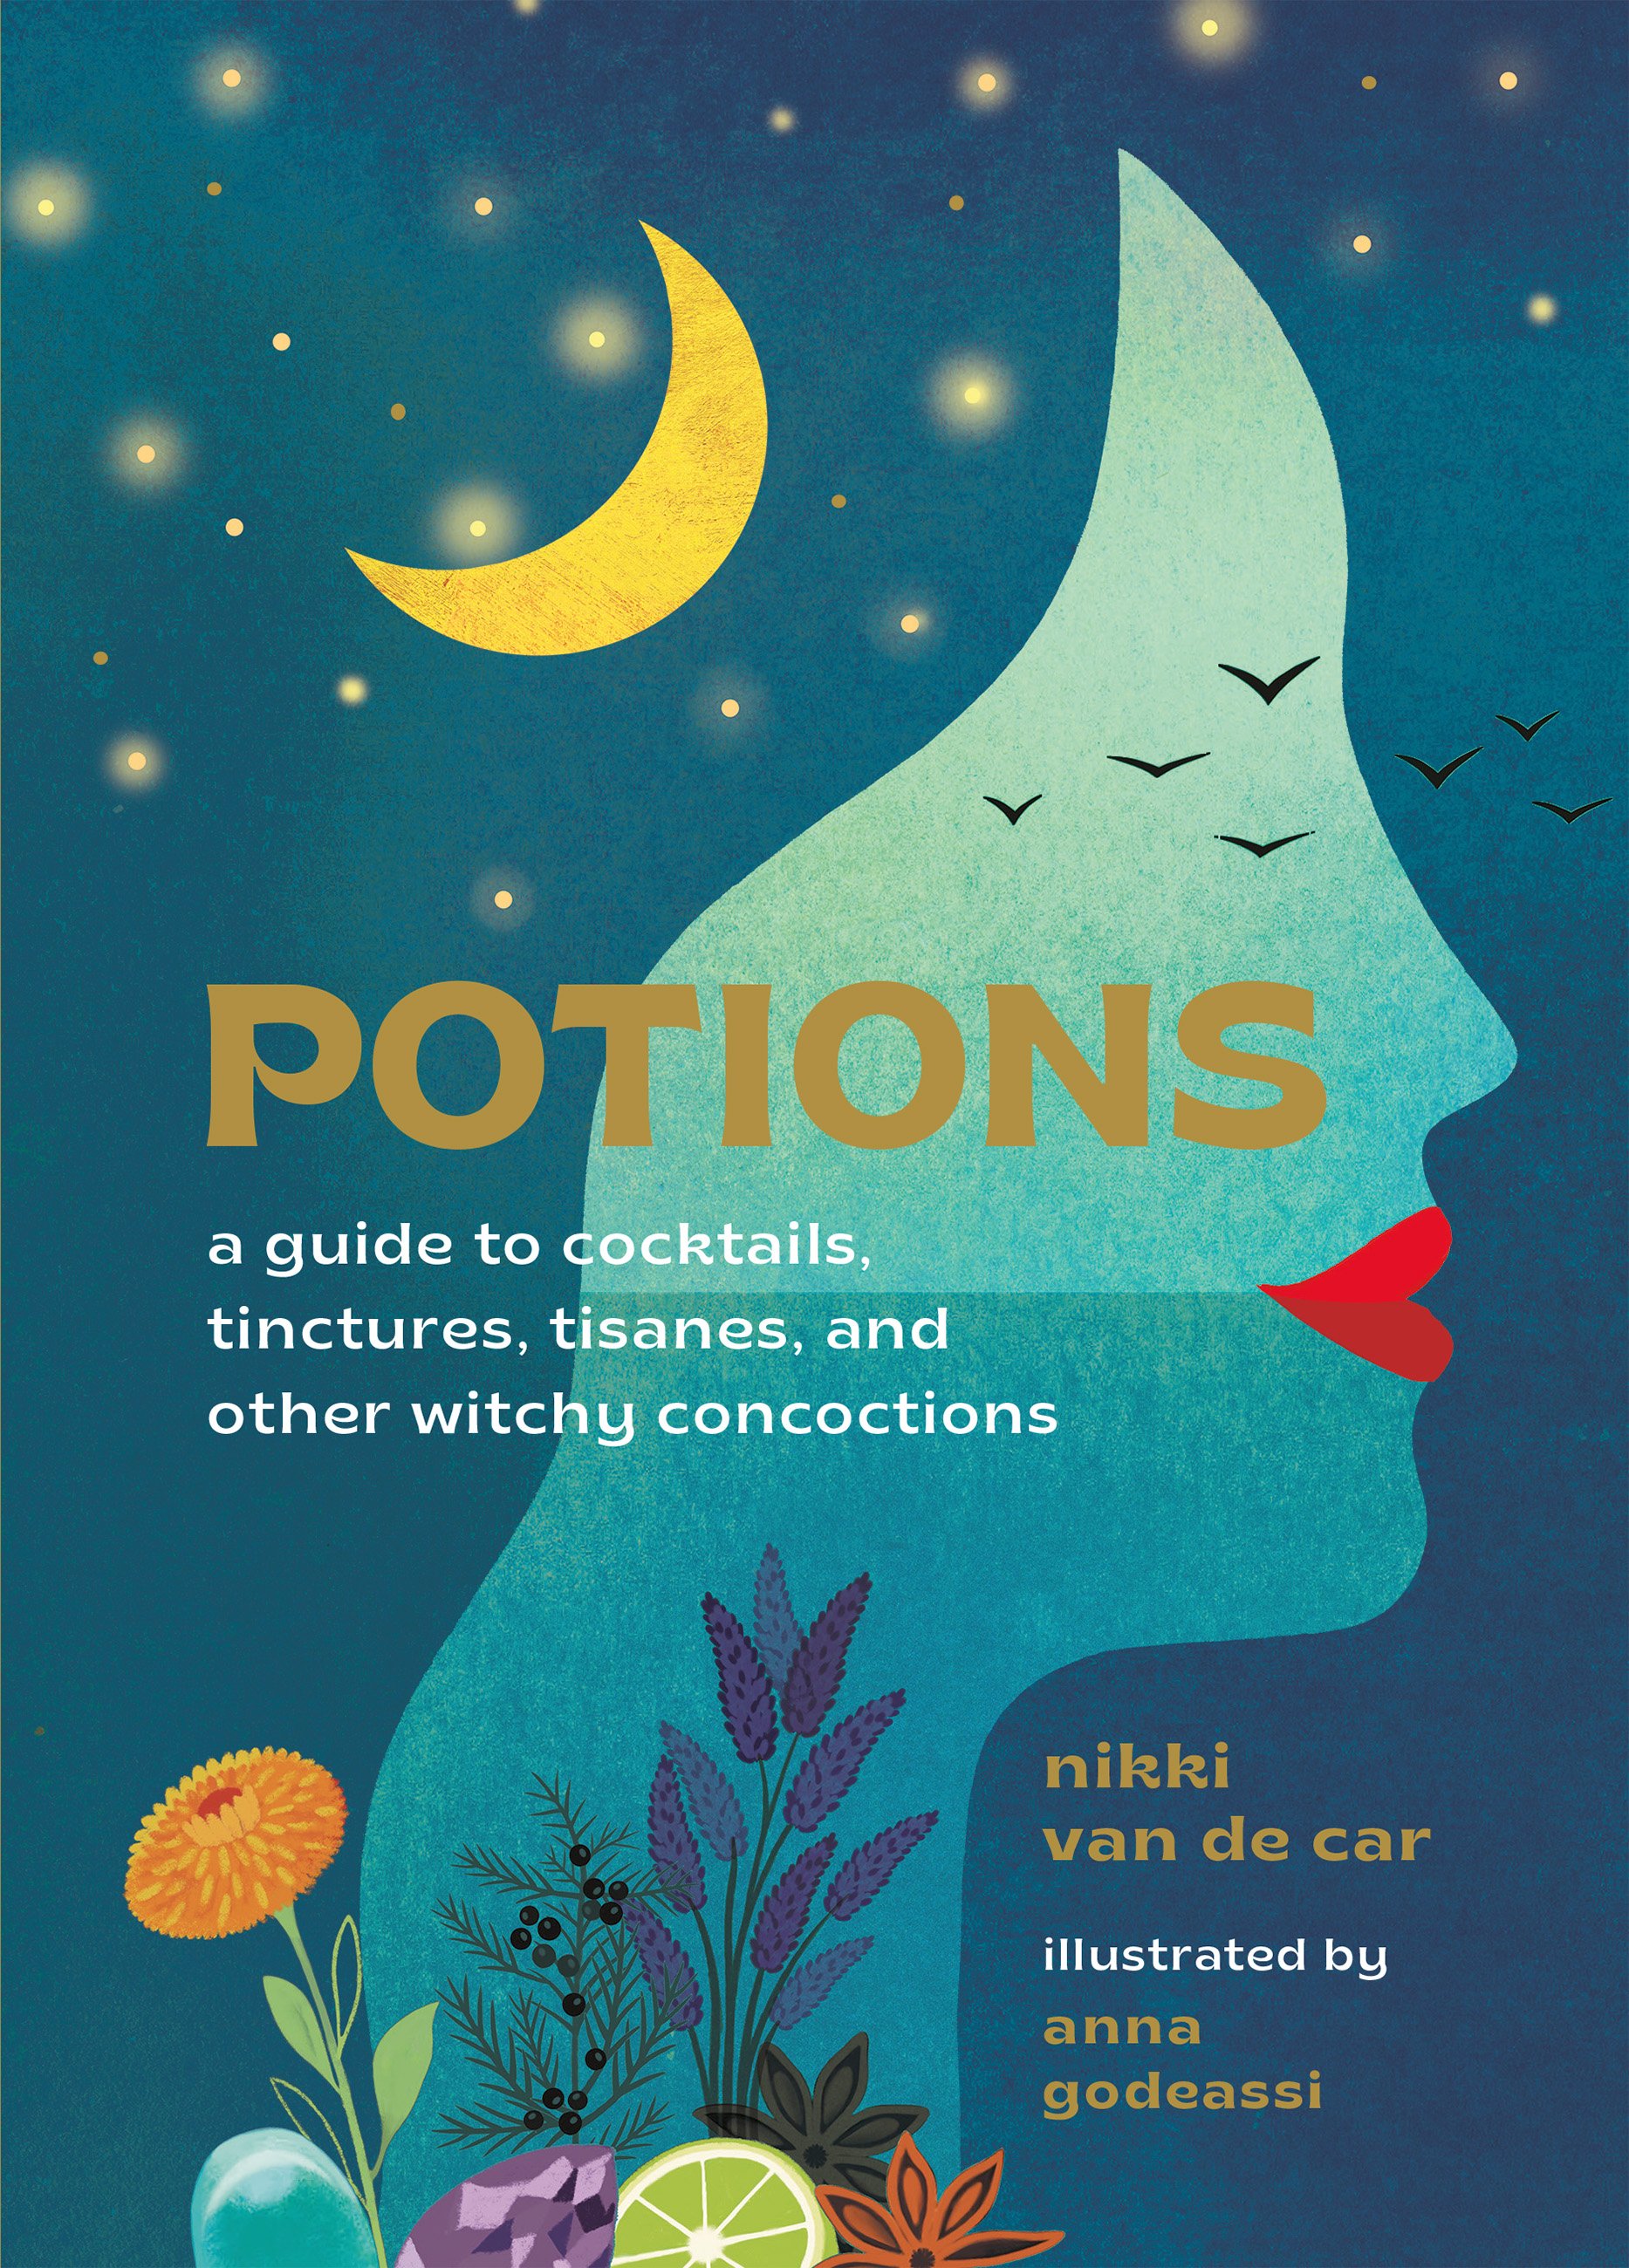 POTIONS
a guide to cocktails,
tinctures, tisanes, and
other witchy concoctions
nikki
van de car
illustrated by
anna
godeassi